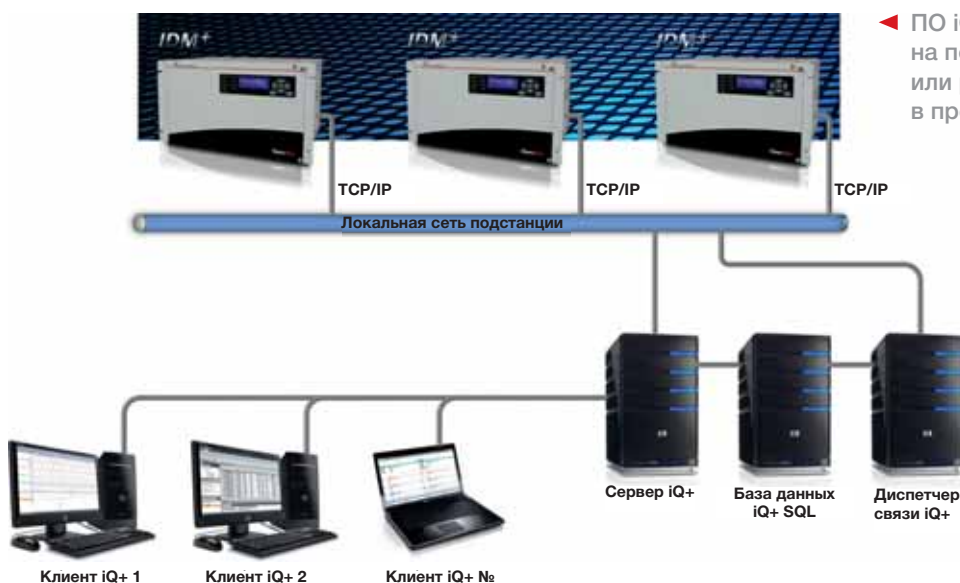 IDM+ IDM+ IDM+
ПО
на
или
TCP/IP TCP/IP TCP/IP
Локальная сеть подстанции
Сервер iQ+
База данных
iQ+ SQL
Диспетчер
связи iQ+
Клиент iQ+ 1 Клиент iQ+ 2 Клиент iQ+ №